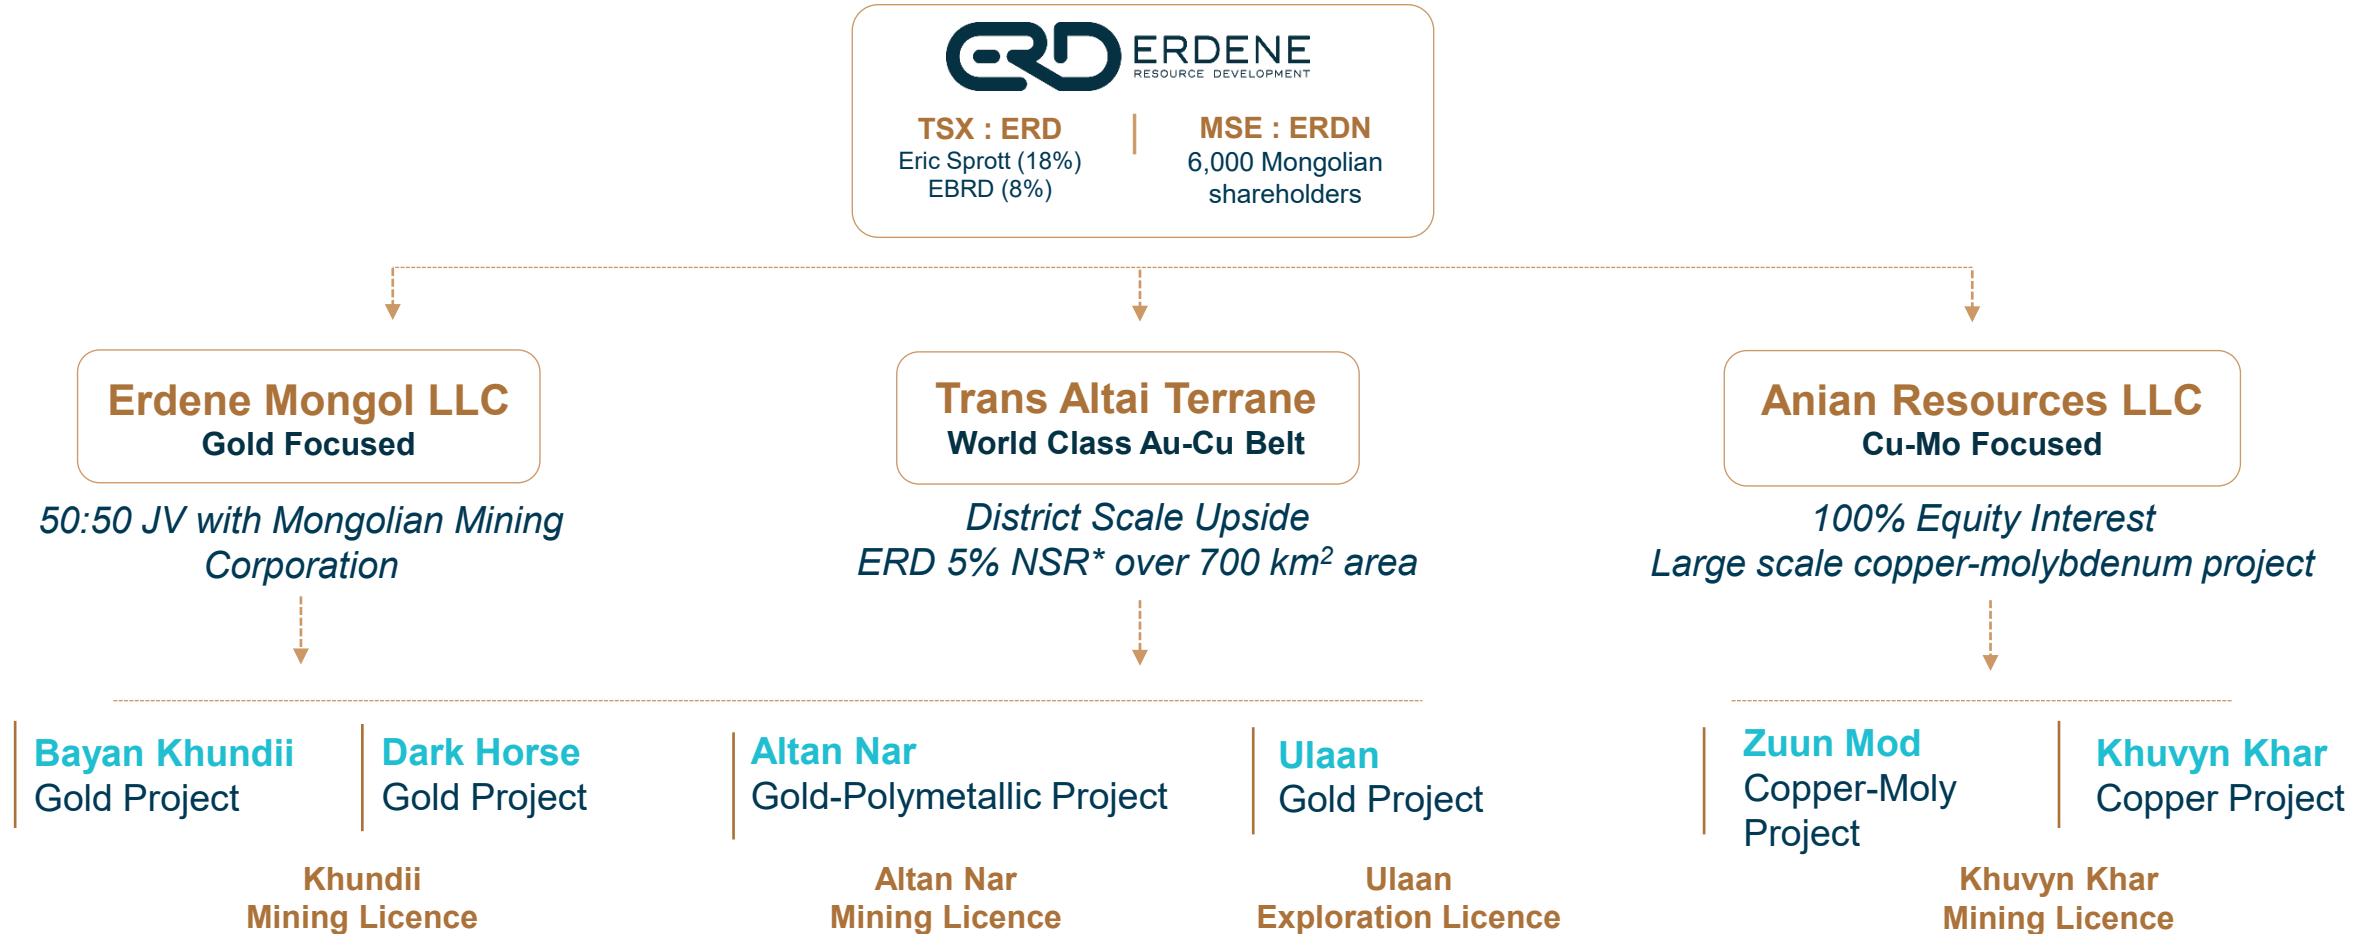 ERD ERDENE
RESOURCE DEVELOPMENT
TSX : ERD
Eric Sprott (18%)
EBRD (8%)
MSE : ERDN
6,000 Mongolian
shareholders
Erdene Mongol LLC
Gold Focused
50:50 JV with Mongolian Mining
Corporation
Trans Altai Terrane
World Class Au-Cu Belt
District Scale Upside
ERD 5% NSR* over 700 km² area
Anian Resources LLC
Cu-Mo Focused
100% Equity Interest
Large scale copper-molybdenum project
Bayan Khundii
Gold Project
Dark Horse
Gold Project
Khundii
Mining Licence
Altan Nar
Gold-Polymetallic Project
Altan Nar
Mining Licence
Ulaan
Gold Project
Ulaan
Exploration Licence
Zuun Mod
Copper-Moly
Project
Khuvyn Khar
Copper Project
Khuvyn Khar
Mining Licence